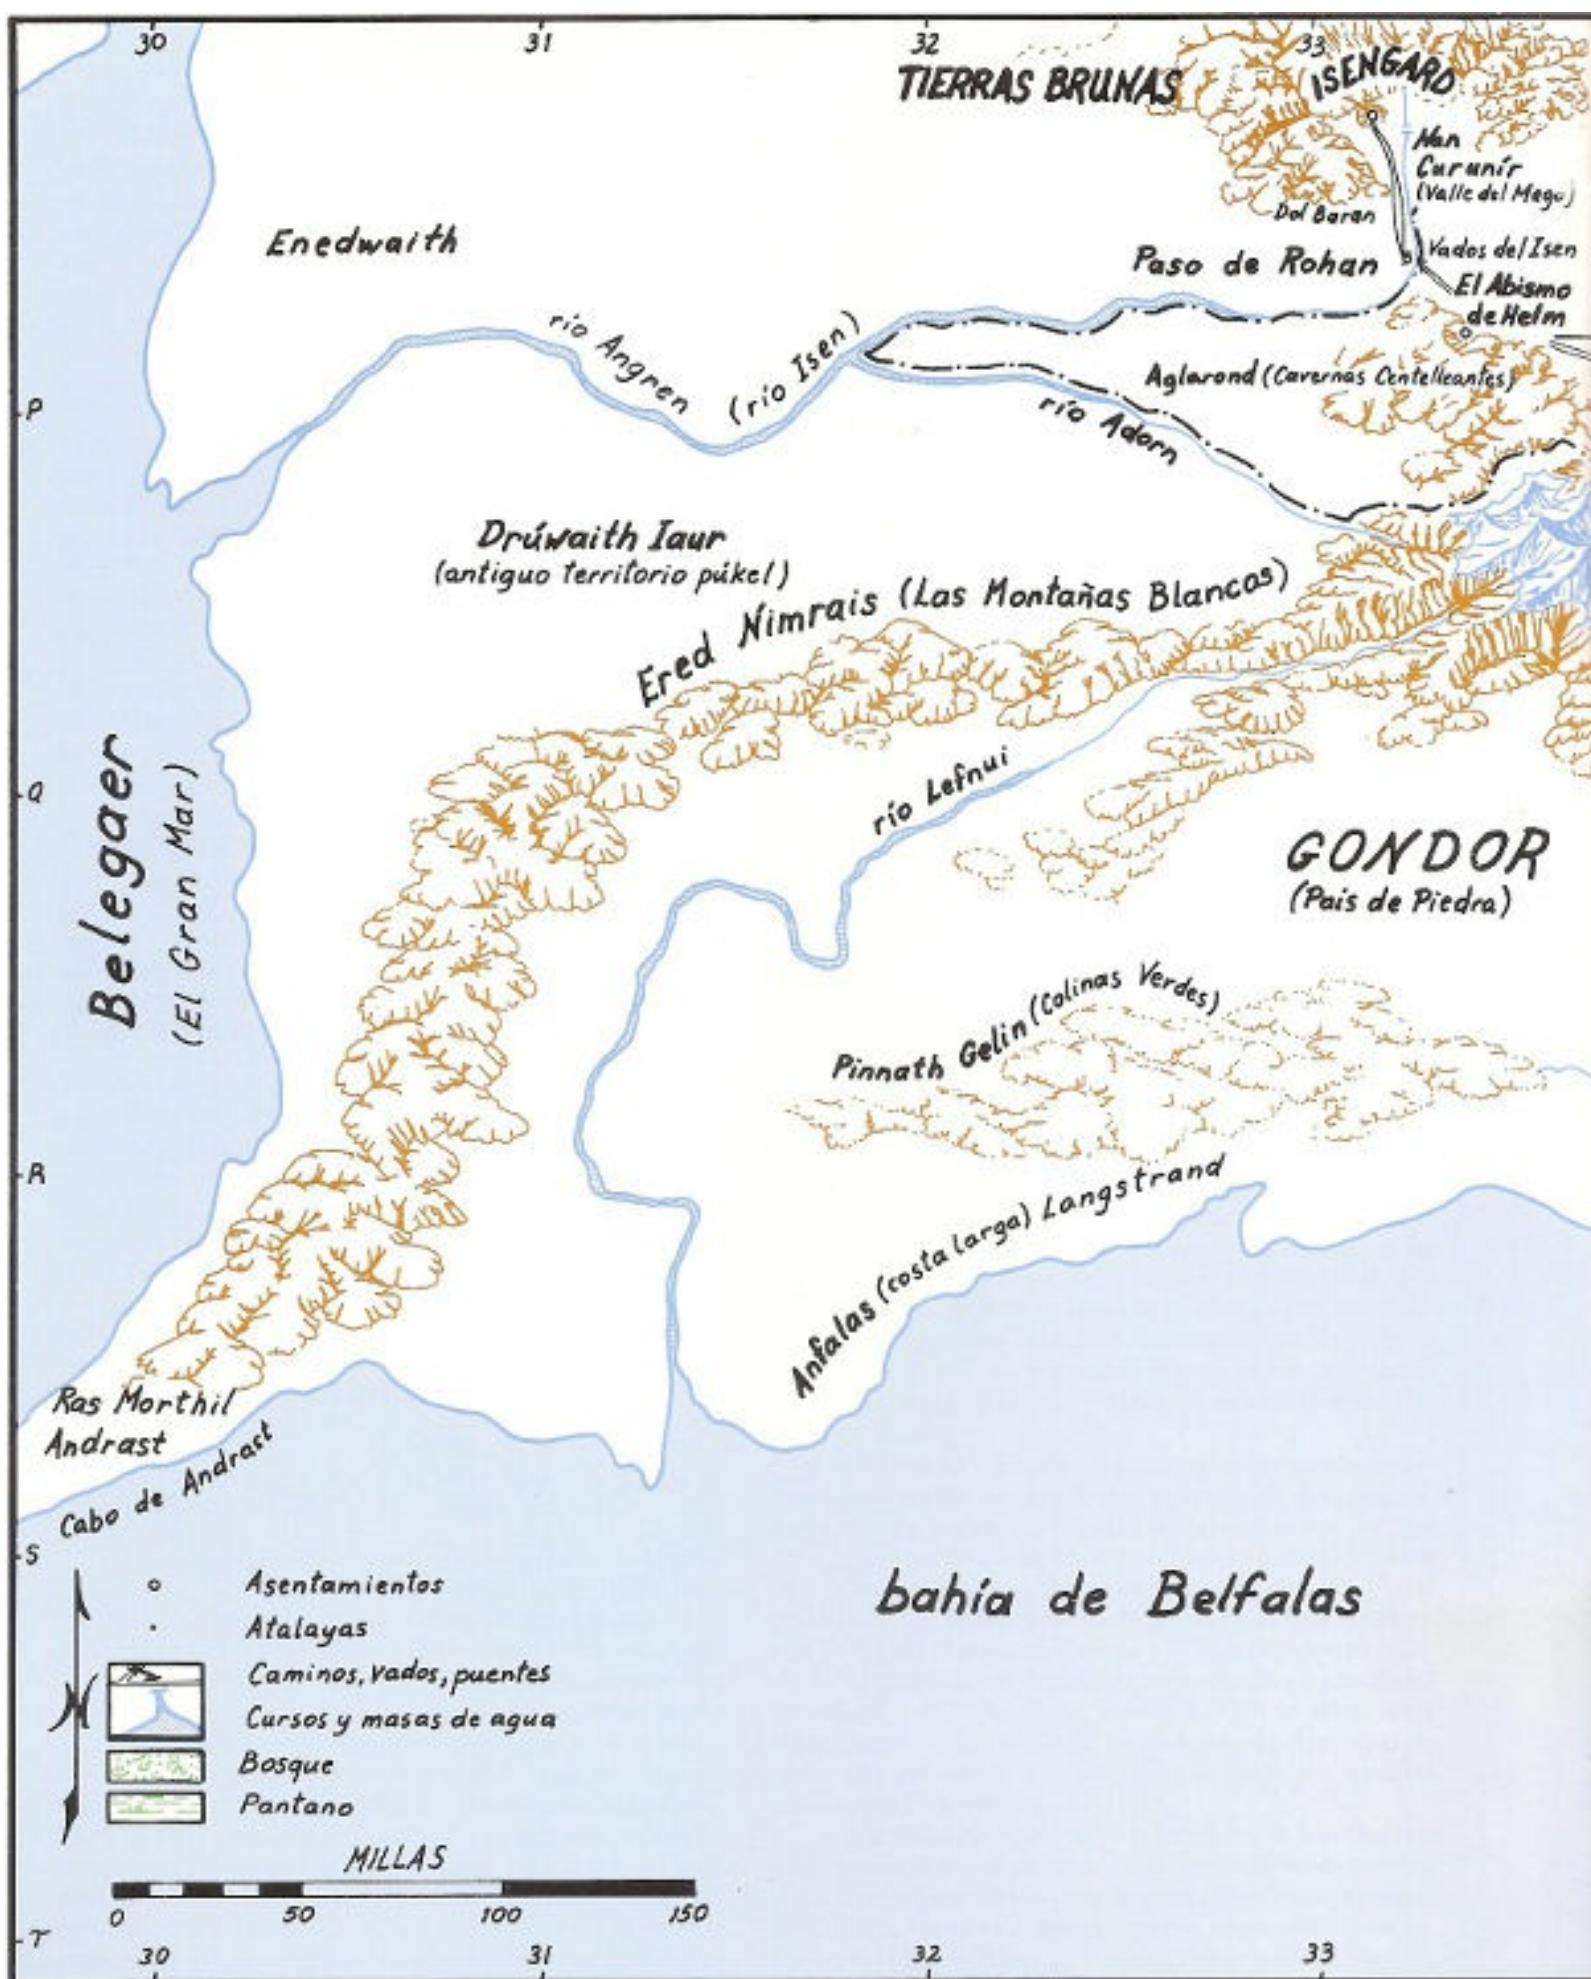 30 31 32 33
TIERRAS BRUNAS
ISENGARD
Nan
Curunír
(Valle del Mago)
Dol Baran
Enedwaith
Paso de Rohan
Vados del Isen
El Abismo
de Helm
río Angren (río Isen)
Aglarond (Cavernas Centelleantes)
P
río Adorn
Drúwaith Iaur
(antiguo territorio púkel)
Ered Nimrais (Las Montañas Blancas)
Belegaer
(El Gran Mar)
Q
río Lefnui
GONDOR
(País de Piedra)
Pinnath Gelin (Colinas Verdes)
R
Anfalas (costa larga) Langstrand
Ras Morthil
Andrast
Cabo de Andrast
S
bahía de Belfalas
N
Asentamientos
Atalayas
Caminos, vados, puentes
Cursos y masas de agua
Bosque
Pantano
MILLAS
0 50 100 150
T
30 31 32 33